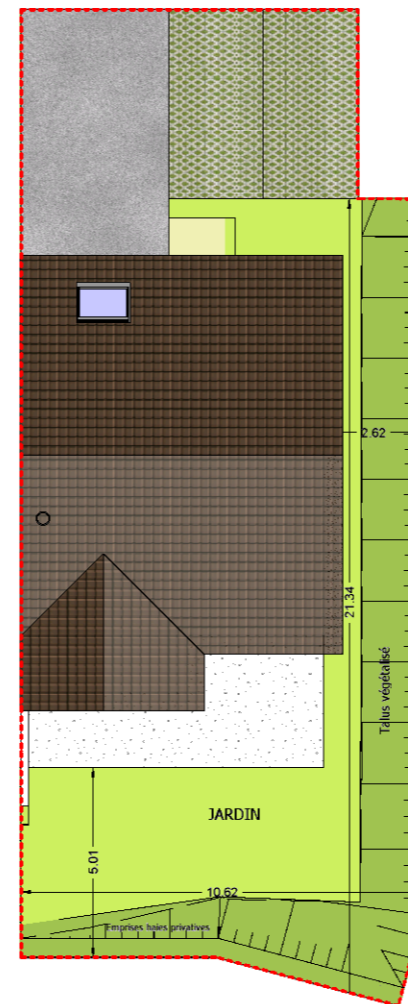 2.62
21.34
Talus végétalisé
JARDIN
5.01
10.62
Emprises haies privatives